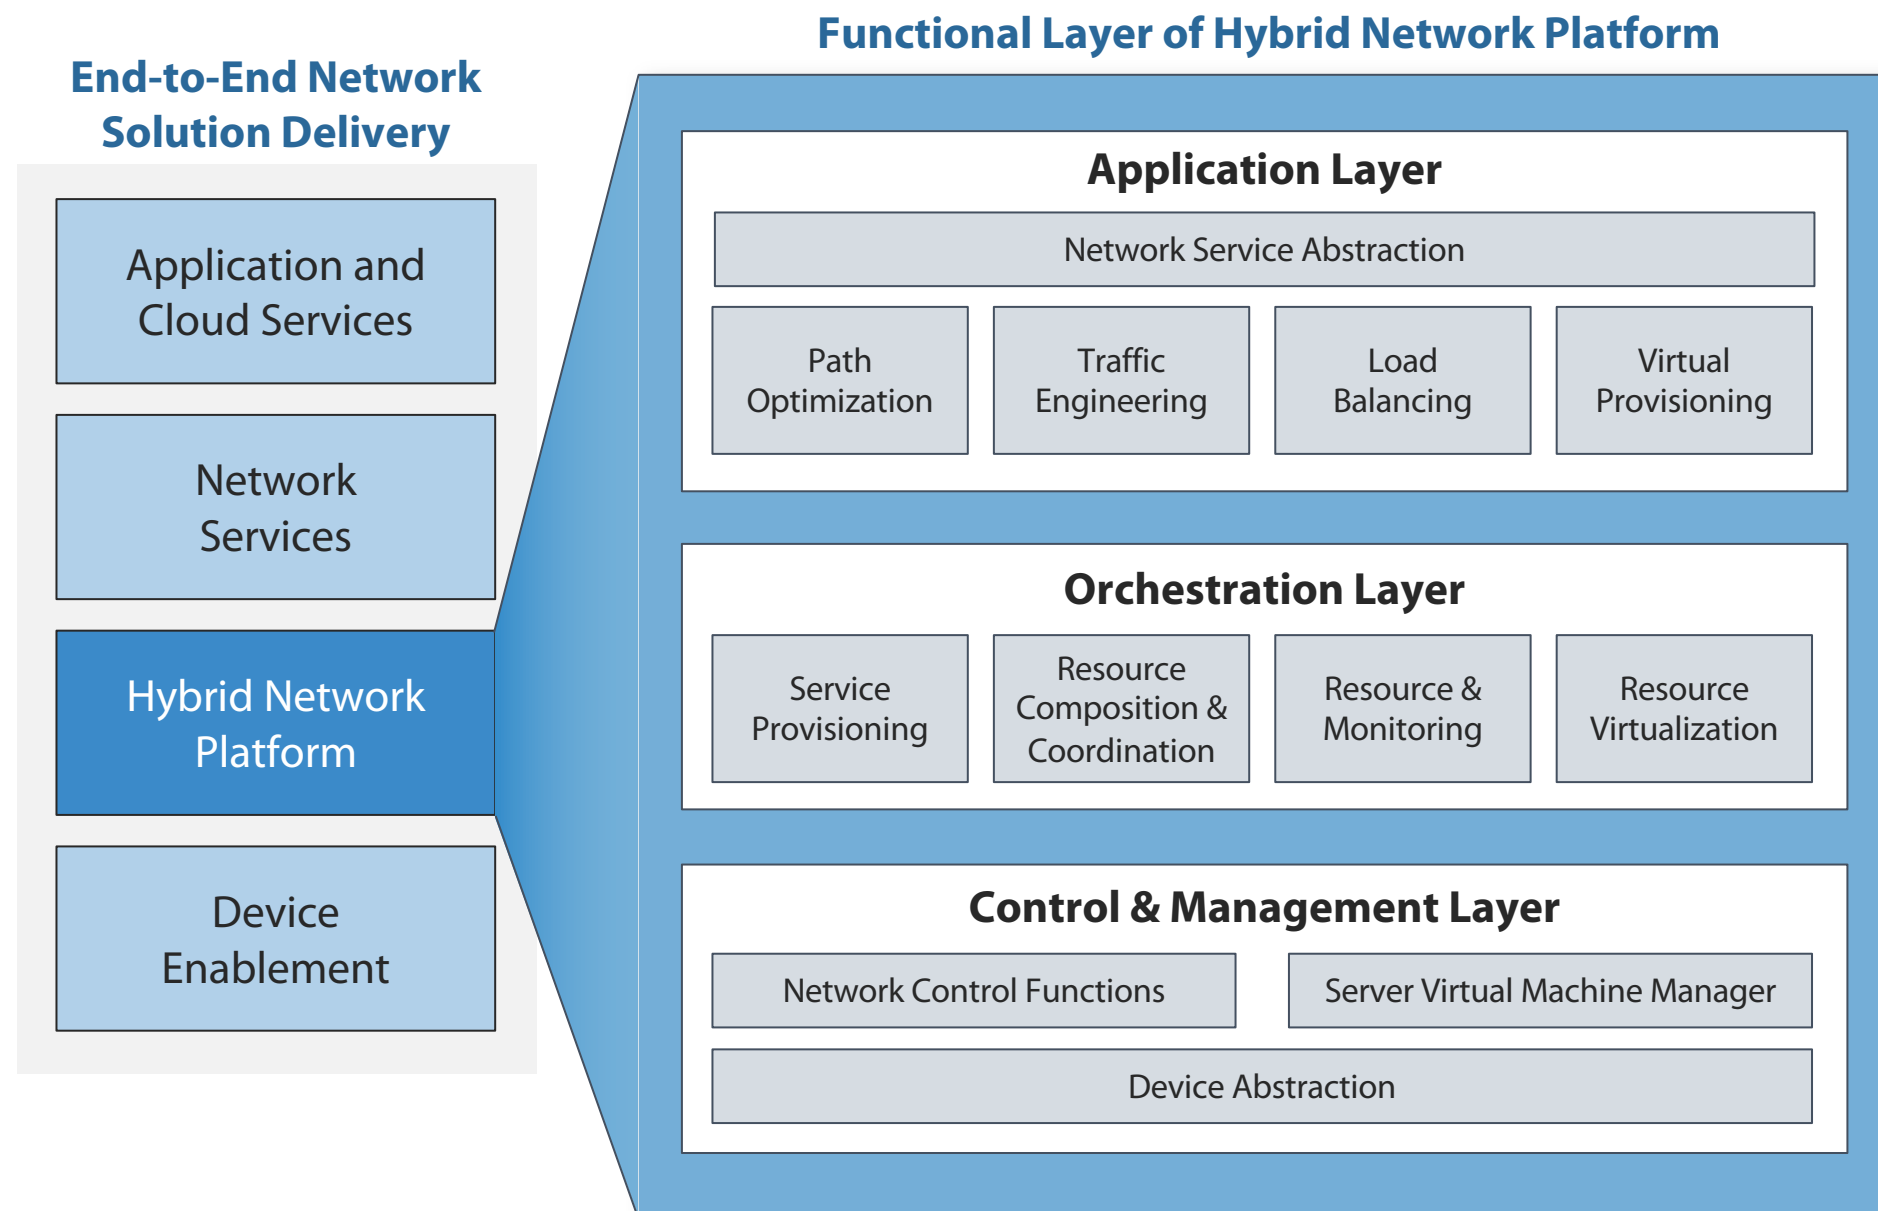 End-to-End Network
Solution Delivery
Application and
Cloud Services
Network
Services
Hybrid Network
Platform
Device
Enablement
Functional Layer of Hybrid Network Platform
Application Layer
Network Service Abstraction
Path
Optimization
Traffic
Engineering
Load
Balancing
Virtual
Provisioning
Orchestration Layer
Service
Provisioning
Resource
Composition &
Coordination
Resource &
Monitoring
Resource
Virtualization
Control & Management Layer
Network Control Functions
Server Virtual Machine Manager
Device Abstraction